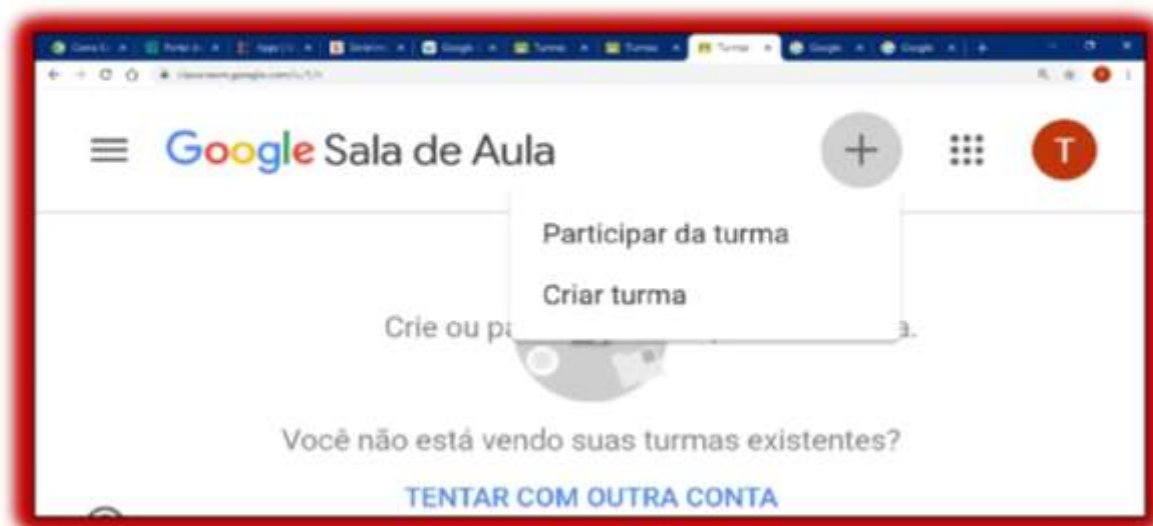 Google Sala de Aula
T
Participar da turma
Criar turma
Crie ou
Você não está vendo suas turmas existentes?
TENTAR COM OUTRA CONTA